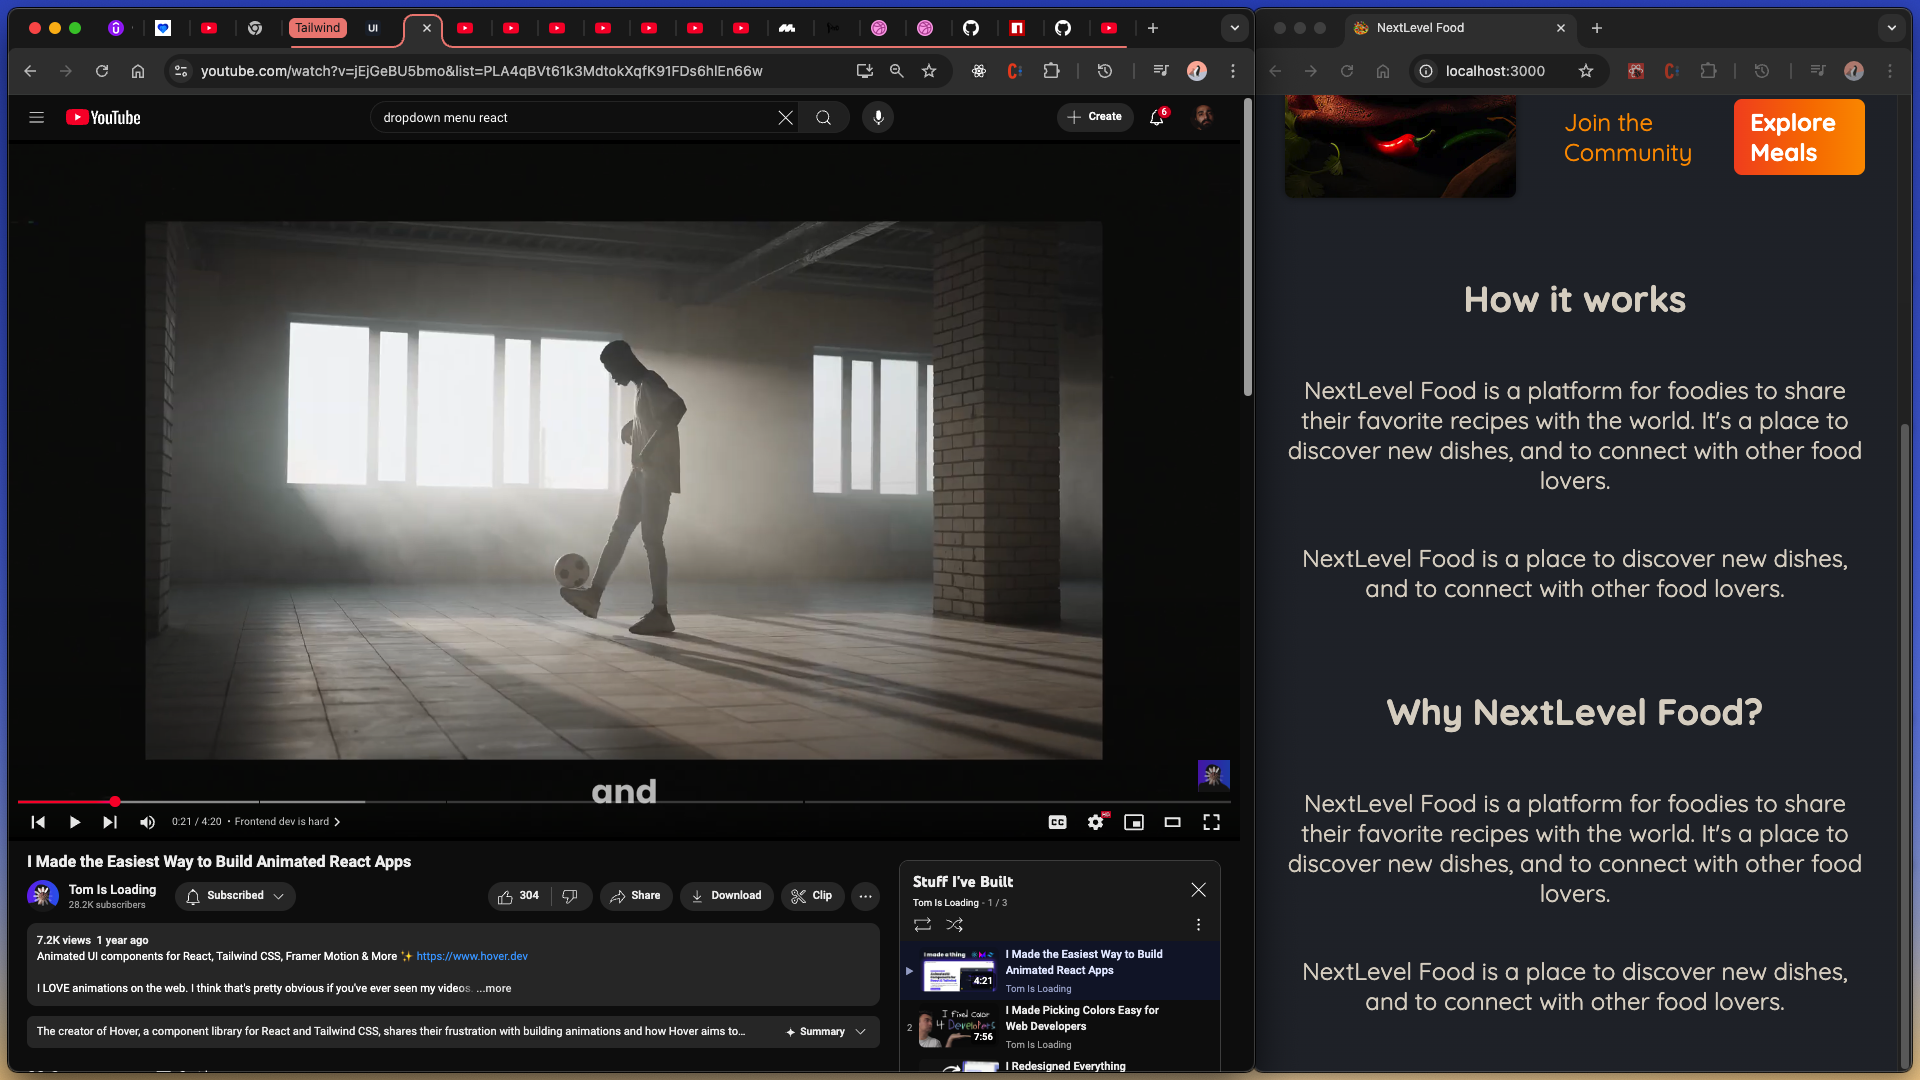 Tailwind
UI
youtube.com/watch?v=jEjGeBU5bmo&list=PLA4qBVt61k3MdtokXqfK91FDs6hlEn66w
YouTube
dropdown menu react
Create
6
and
0:21 / 4:20 • Frontend dev is hard
CC
HD
I Made the Easiest Way to Build Animated React Apps
Tom Is Loading
28.2K subscribers
Subscribed
304
Share
Download
Clip
7.2K views 1 year ago
Animated UI components for React, Tailwind CSS, Framer Motion & More ✨ https://www.hover.dev
I LOVE animations on the web. I think that's pretty obvious if you've ever seen my videos. ...more
The creator of Hover, a component library for React and Tailwind CSS, shares their frustration with building animations and how Hover aims to...
Summary
Stuff I've Built
Tom Is Loading - 1 / 3
I made a thing
4:21
I Made the Easiest Way to Build
Animated React Apps
Tom Is Loading
2
I fixed Color
4 Developers
7:56
I Made Picking Colors Easy for
Web Developers
Tom Is Loading
I Redesigned Everything
NextLevel Food
localhost:3000
Join the
Community
Explore
Meals
How it works
NextLevel Food is a platform for foodies to share
their favorite recipes with the world. It's a place to
discover new dishes, and to connect with other food
lovers.
NextLevel Food is a place to discover new dishes,
and to connect with other food lovers.
Why NextLevel Food?
NextLevel Food is a platform for foodies to share
their favorite recipes with the world. It's a place to
discover new dishes, and to connect with other food
lovers.
NextLevel Food is a place to discover new dishes,
and to connect with other food lovers.